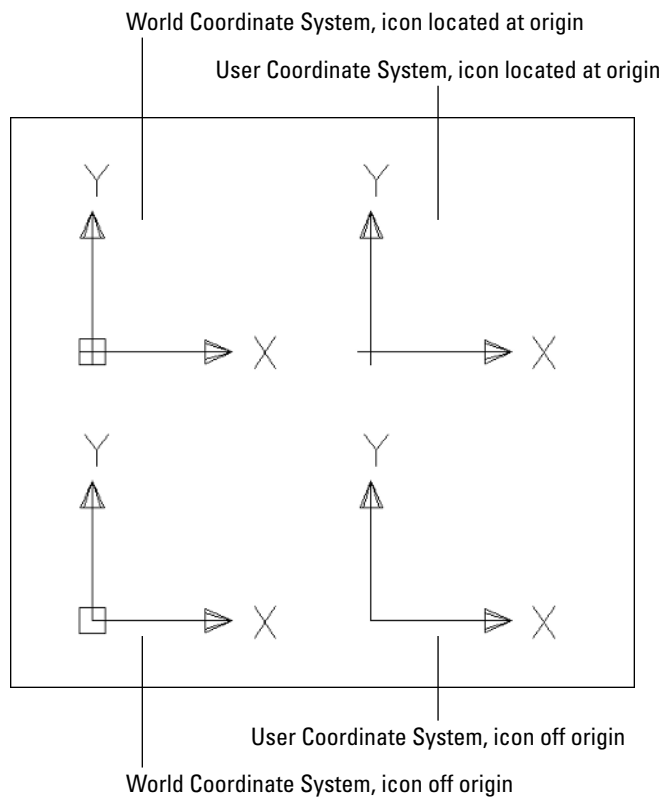 World Coordinate System, icon located at origin
User Coordinate System, icon located at origin
Y Y
X X
Y Y
X X
User Coordinate System, icon off origin
World Coordinate System, icon off origin